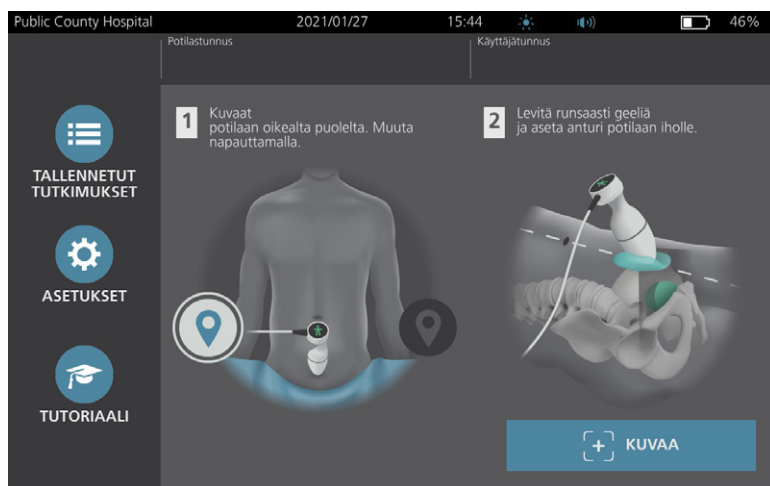 Public County Hospital 2021/01/27 15:44 46%
Potilastunnus
Käyttäjätunnus
TALLENNETUT
TUTKIMUKSET
ASETUKSET
TUTORIAALI
1
Kuvaat
potilaan oikealta puolelta. Muuta
napauttamalla.
2
Levitä runsaasti geeliä
ja aseta anturi potilaan iholle.
KUVAA